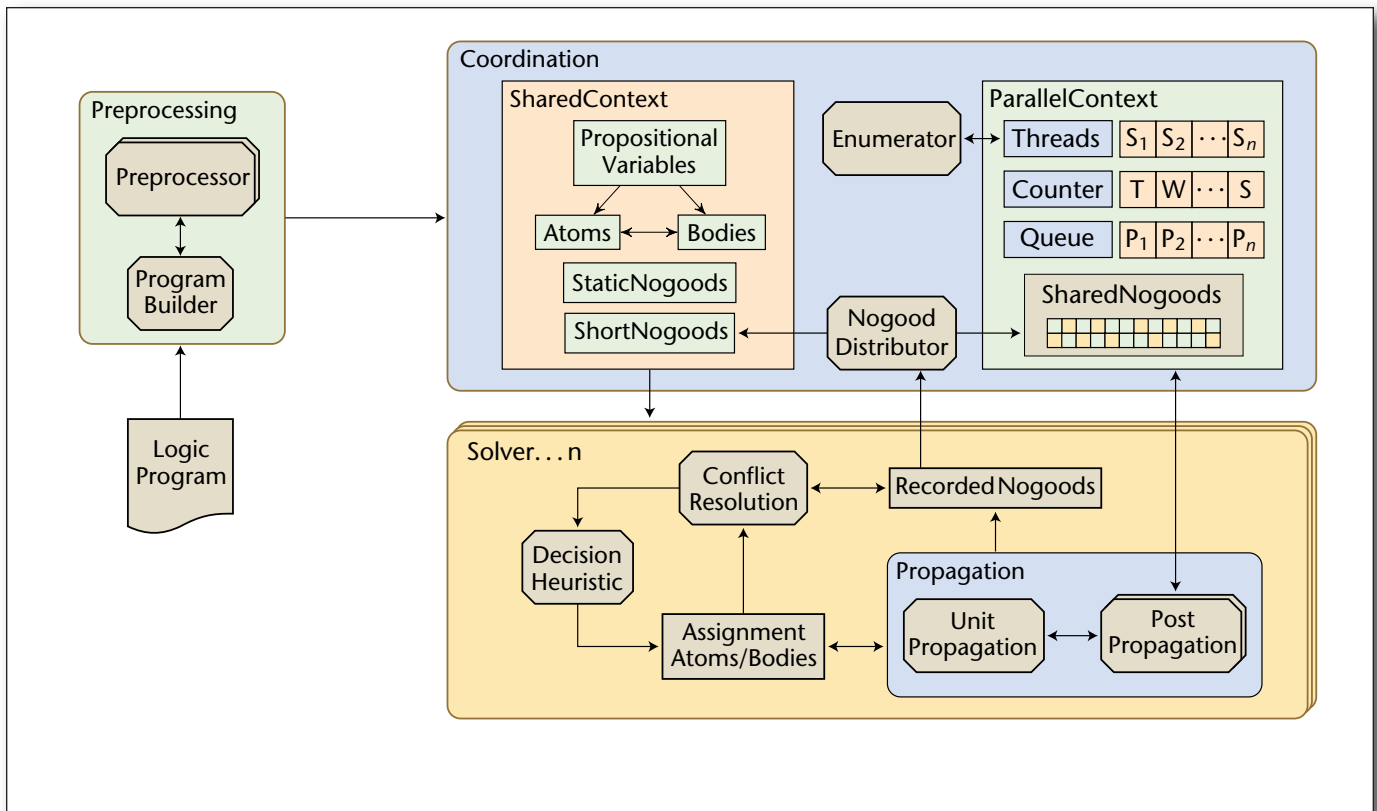 Preprocessing
Preprocessor
Program
Builder
Logic
Program
Coordination
SharedContext
Propositional
Variables
Atoms
Bodies
StaticNogoods
ShortNogoods
Enumerator
Nogood
Distributor
ParallelContext
Threads S1 S2 ··· Sn
Counter T W ··· S
Queue P1 P2 ··· Pn
SharedNogoods
Solver...n
Conflict
Resolution
RecordedNogoods
Decision
Heuristic
Assignment
Atoms/Bodies
Propagation
Unit
Propagation
Post
Propagation